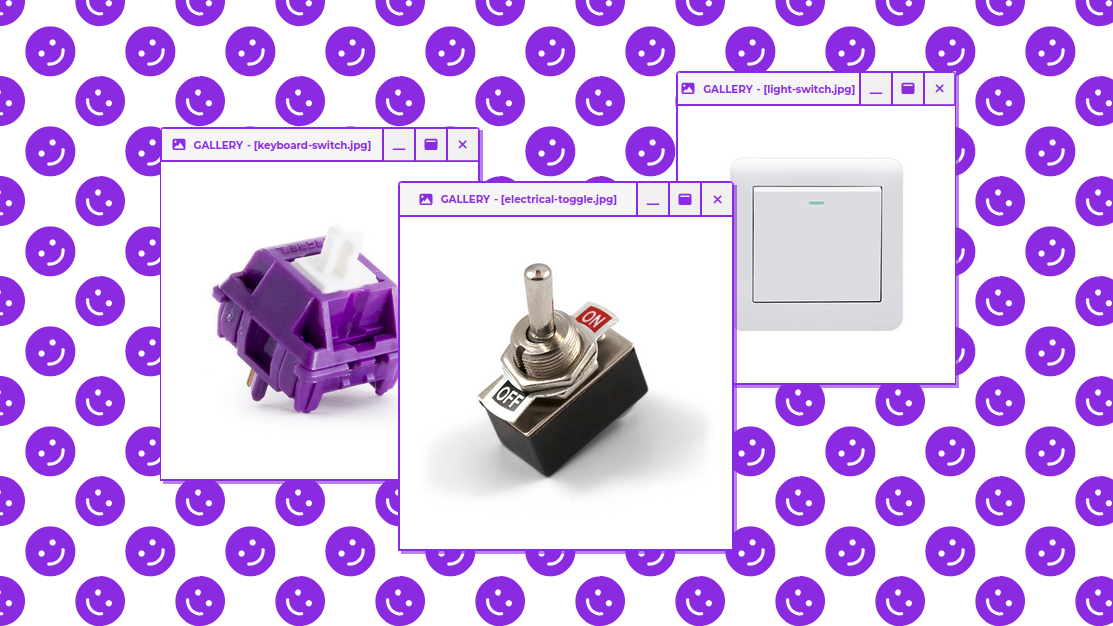 GALLERY - [light-switch.jpg]
GALLERY - [keyboard-switch.jpg]
GALLERY - [electrical-toggle.jpg]
ON
OFF